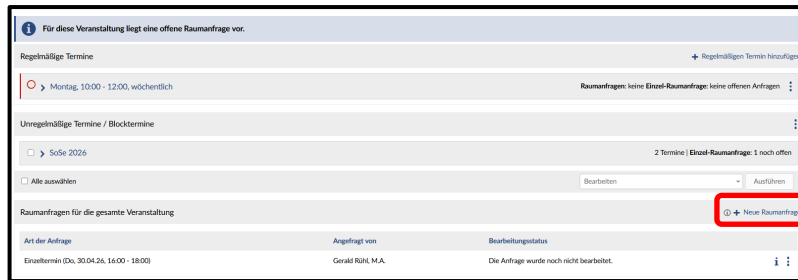 Für diese Veranstaltung liegt eine offene Raumanfrage vor.
Regelmäßige Termine + Regelmäßigen Termin hinzufügen
Montag, 10:00 - 12:00, wöchentlich Raumanfragen: keine Einzel-Raumanfrage: keine offenen Anfragen
Unregelmäßige Termine / Blocktermine
SoSe 2026 2 Termine | Einzel-Raumanfrage: 1 noch offen
Alle auswählen Bearbeiten Ausführen
Raumanfragen für die gesamte Veranstaltung + Neue Raumanfrage
Art der Anfrage Angefragt von Bearbeitungsstatus
Einzeltermin (Do, 30.04.26, 16:00 - 18:00) Gerald Rühl, M.A. Die Anfrage wurde noch nicht bearbeitet.